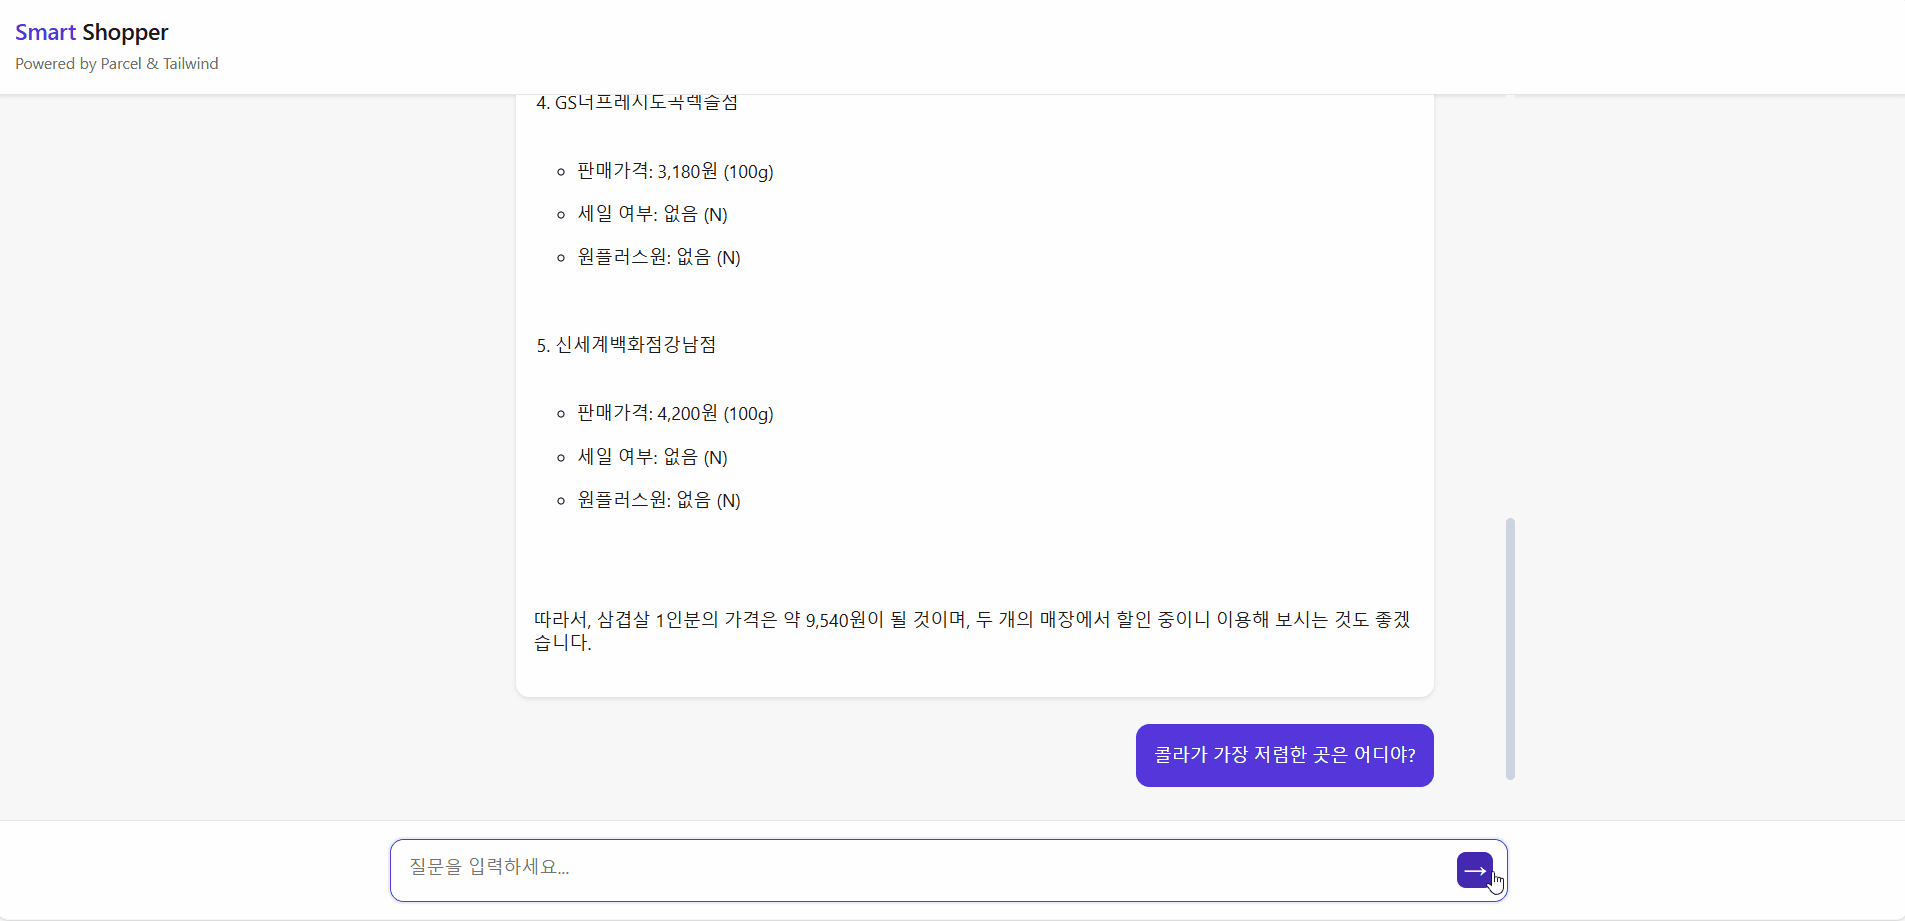 Smart Shopper
Powered by Parcel & Tailwind
4. GS더프레시도곡렉슬점
○ 판매가격: 3,180원 (100g)
○ 세일 여부: 없음 (N)
○ 원플러스원: 없음 (N)
5. 신세계백화점강남점
○ 판매가격: 4,200원 (100g)
○ 세일 여부: 없음 (N)
○ 원플러스원: 없음 (N)
따라서, 삼겹살 1인분의 가격은 약 9,540원이 될 것이며, 두 개의 매장에서 할인 중이니 이용해 보시는 것도 좋겠
습니다.
콜라가 가장 저렴한 곳은 어디야?
질문을 입력하세요...
→